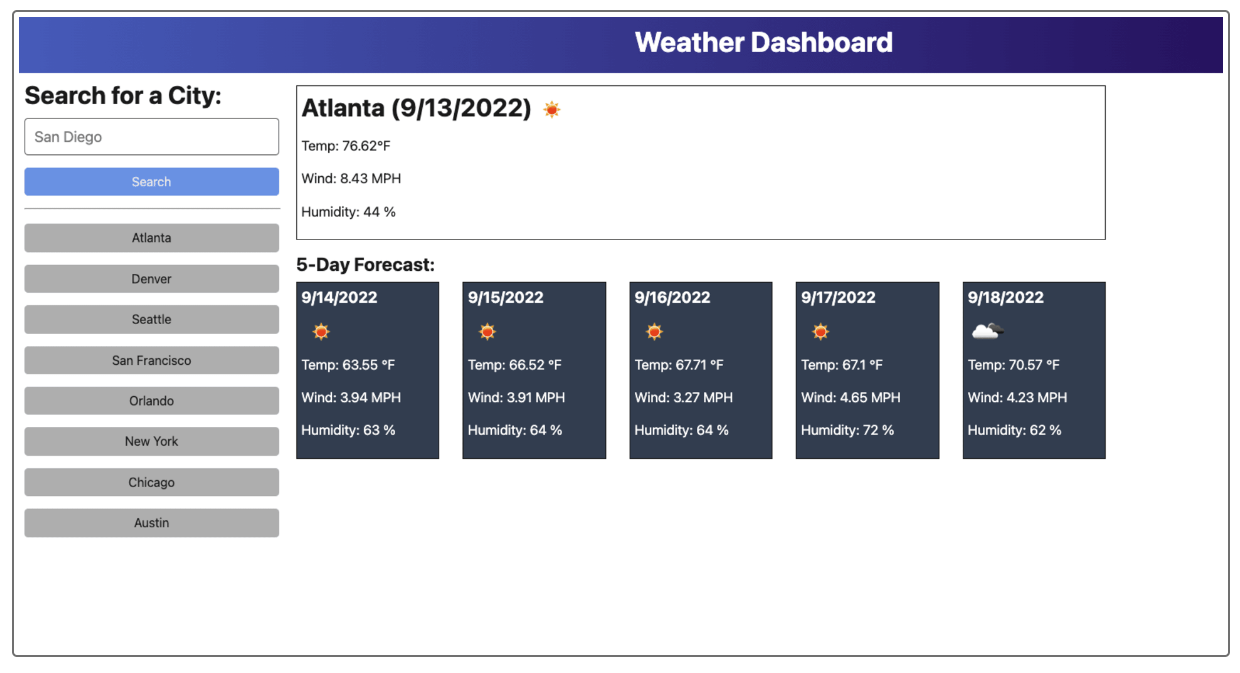 Weather Dashboard
Search for a City:
San Diego
Search
Atlanta
Denver
Seattle
San Francisco
Orlando
New York
Chicago
Austin
Atlanta (9/13/2022)
Temp: 76.62°F
Wind: 8.43 MPH
Humidity: 44 %
5-Day Forecast:
9/14/2022
Temp: 63.55 °F
Wind: 3.94 MPH
Humidity: 63 %
9/15/2022
Temp: 66.52 °F
Wind: 3.91 MPH
Humidity: 64 %
9/16/2022
Temp: 67.71 °F
Wind: 3.27 MPH
Humidity: 64 %
9/17/2022
Temp: 67.1 °F
Wind: 4.65 MPH
Humidity: 72 %
9/18/2022
Temp: 70.57 °F
Wind: 4.23 MPH
Humidity: 62 %